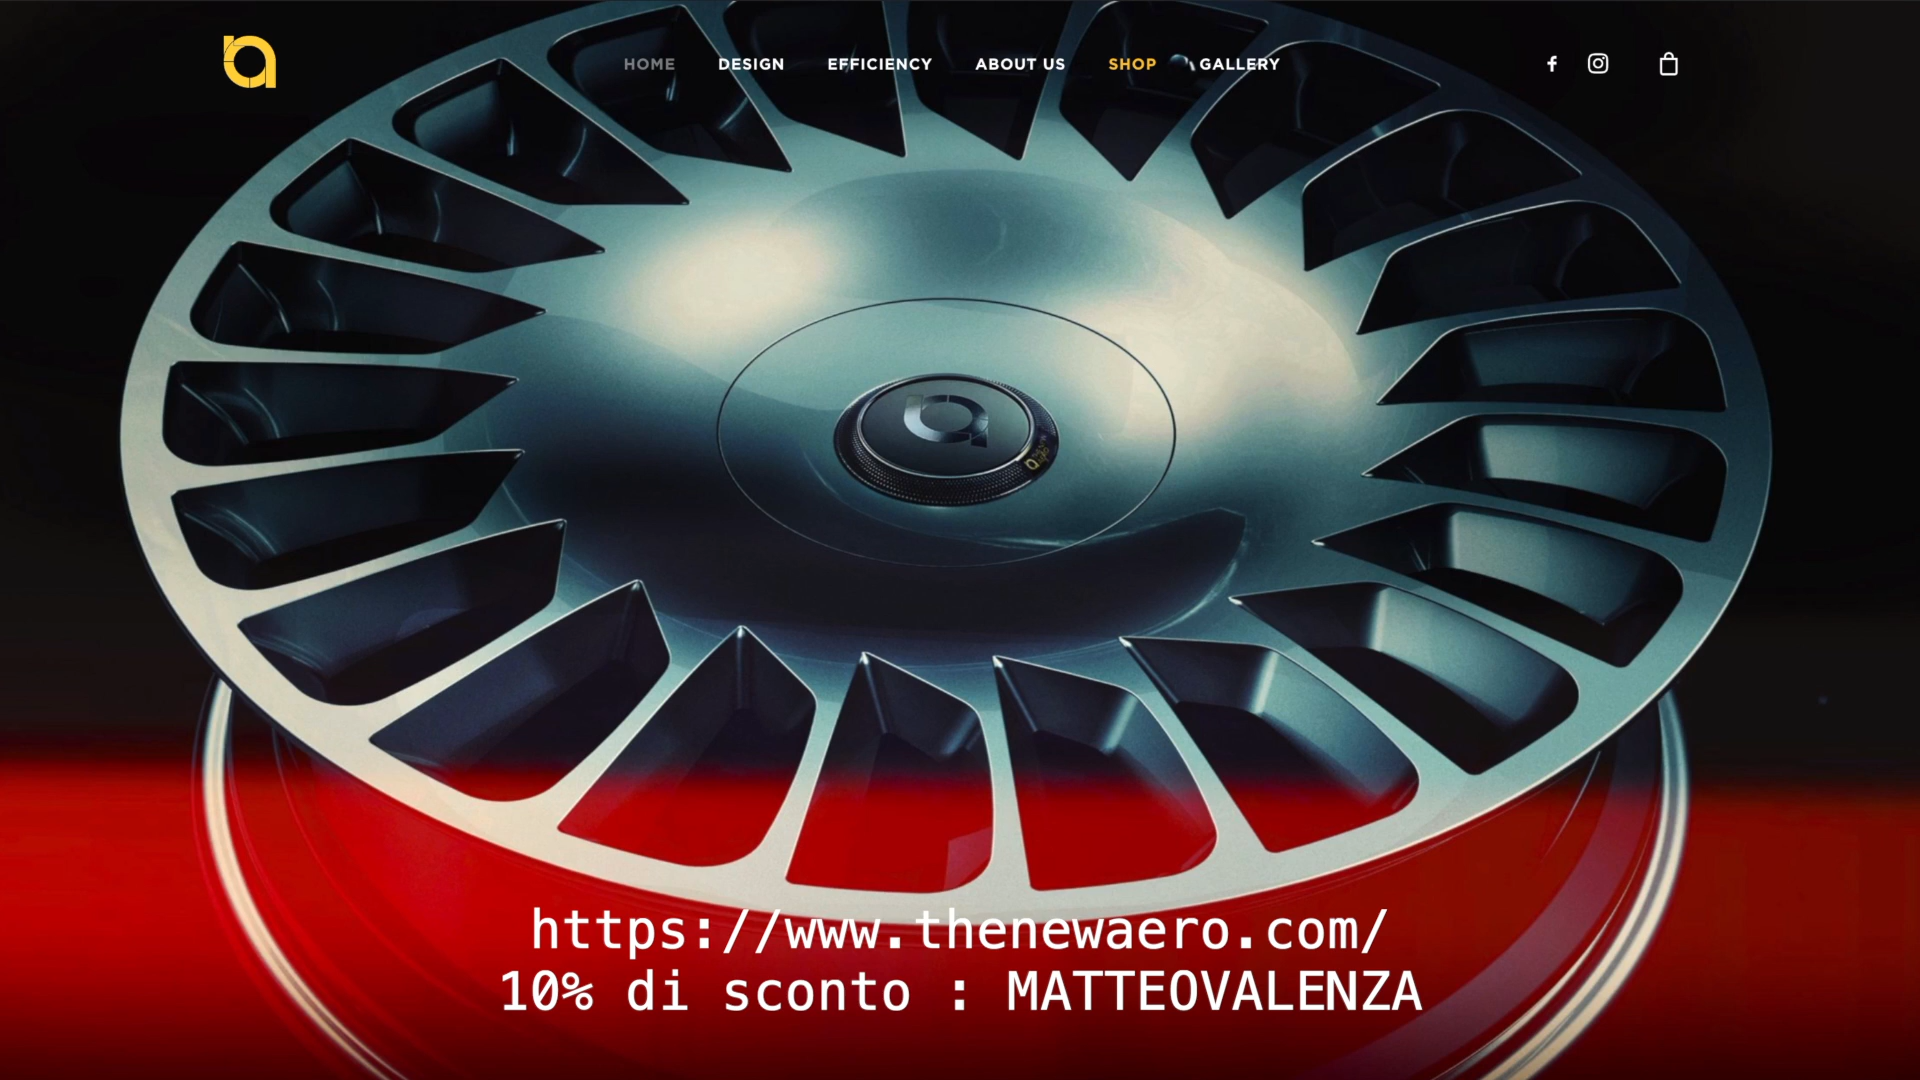 HOME DESIGN EFFICIENCY ABOUT US SHOP GALLERY
https://www.thenewaero.com/
10% di sconto : MATTEOVALENZA